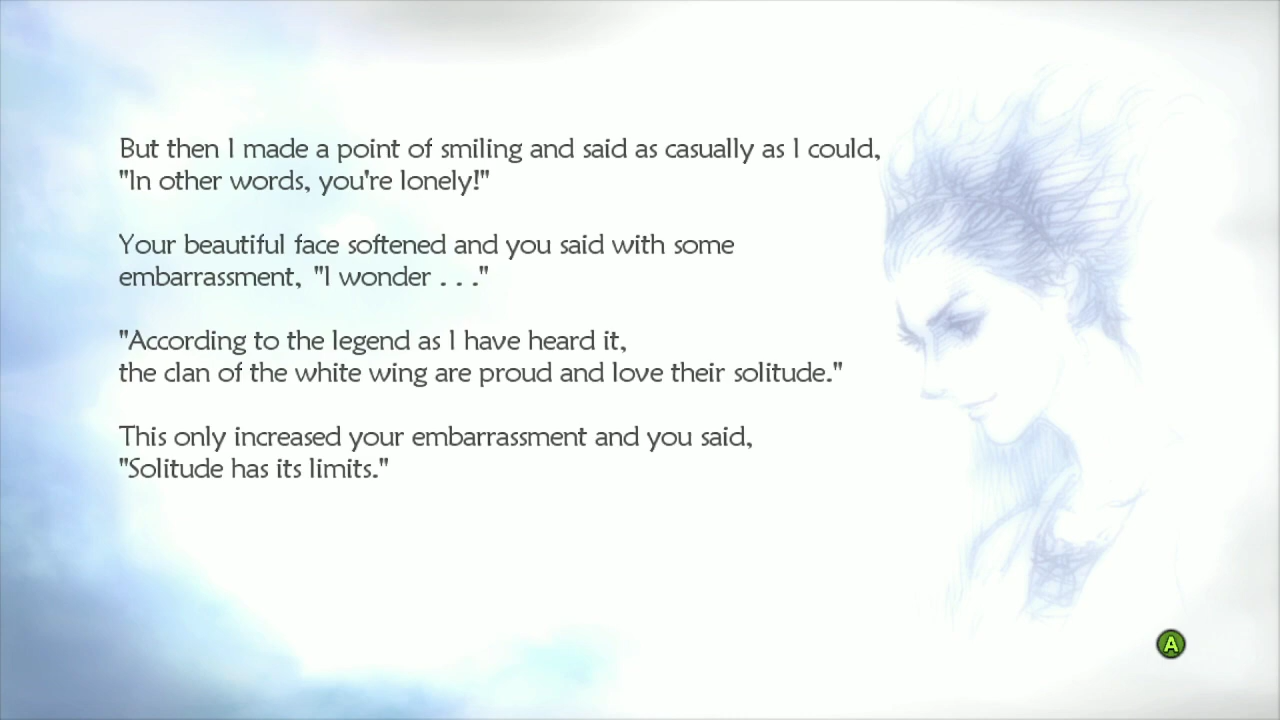 But then I made a point of smiling and said as casually as I could,
"In other words, you're lonely!"
Your beautiful face softened and you said with some
embarrassment, "I wonder . . ."
"According to the legend as I have heard it,
the clan of the white wing are proud and love their solitude."
This only increased your embarrassment and you said,
"Solitude has its limits."
A